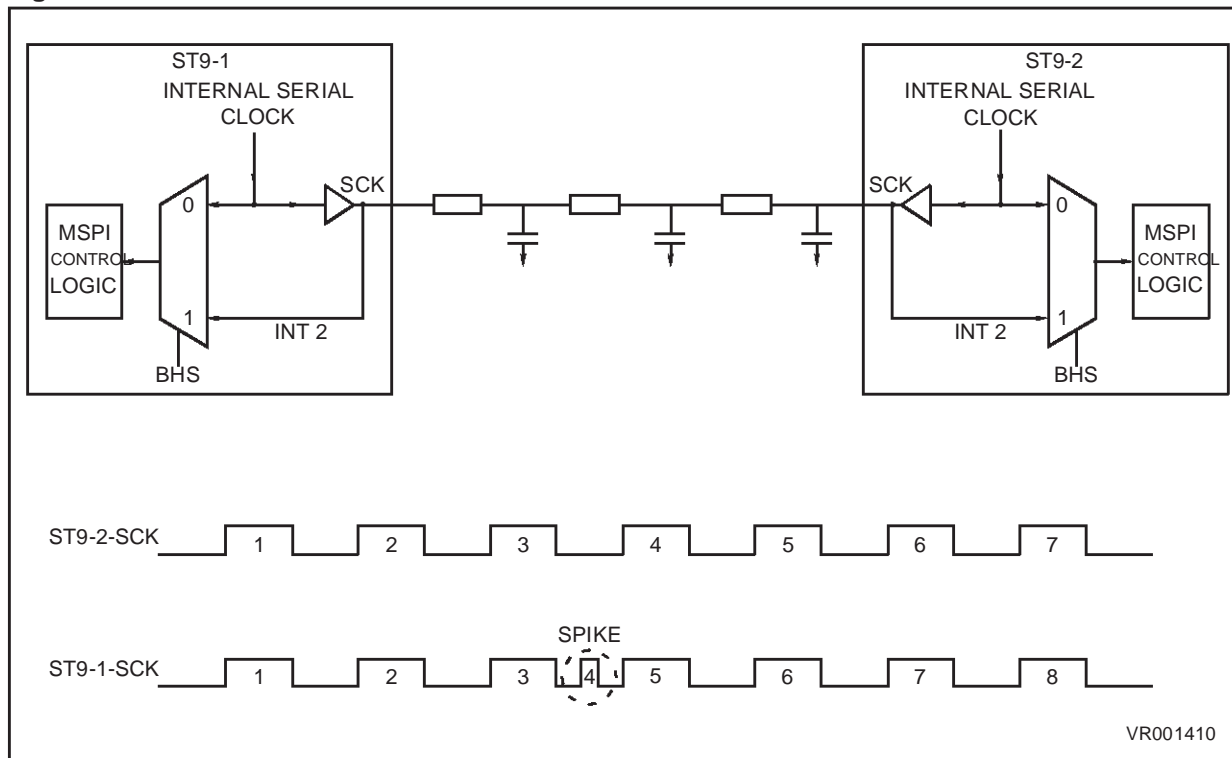 ST9-1
INTERNAL SERIAL
CLOCK
SCK
0
MSPI
CONTROL
LOGIC
1
INT 2
BHS
ST9-2
INTERNAL SERIAL
CLOCK
SCK
0
MSPI
CONTROL
LOGIC
1
INT 2
BHS
ST9-2-SCK 1 2 3 4 5 6 7
SPIKE
ST9-1-SCK 1 2 3 4 5 6 7 8
VR001410